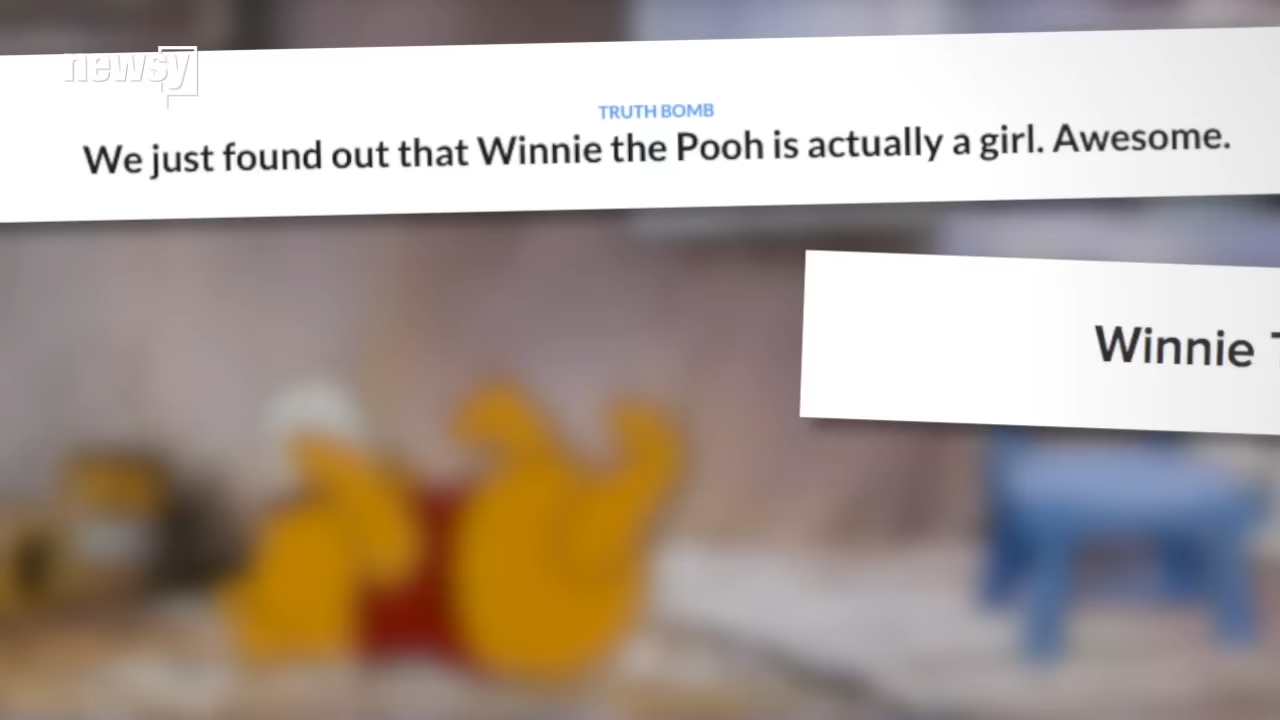 newsy
TRUTH BOMB
We just found out that Winnie the Pooh is actually a girl. Awesome.
Winnie